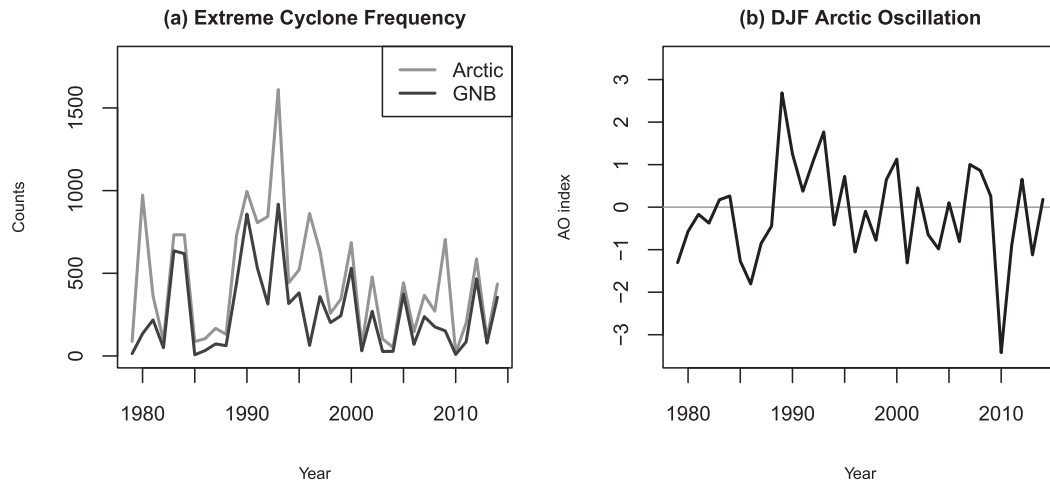 (a) Extreme Cyclone Frequency
Arctic
GNB
Counts
0
500
1000
1500
1980
1990
2000
2010
Year
(b) DJF Arctic Oscillation
AO index
3
2
1
0
−1
−2
−3
1980
1990
2000
2010
Year